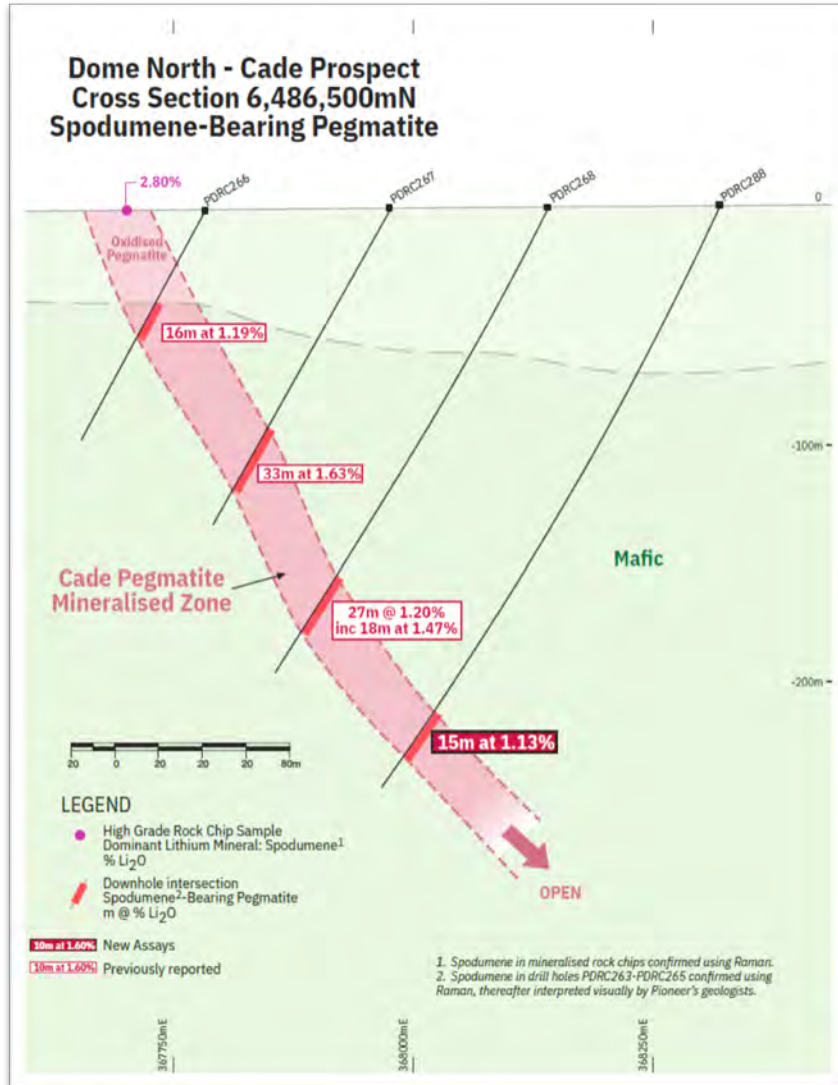 Dome North - Cade Prospect
Cross Section 6,486,500mN
Spodumene-Bearing Pegmatite
2.80%
PDRC266
PDRC267
PDRC268
PDRC288
0
Oxidised
Pegmatite
16m at 1.19%
-100m
33m at 1.63%
Mafic
Cade Pegmatite
Mineralised Zone
27m @ 1.20%
inc 18m at 1.47%
-200m
15m at 1.13%
20 0 20 20 20 80m
LEGEND
High Grade Rock Chip Sample
Dominant Lithium Mineral: Spodumene¹
% Li₂O
Downhole intersection
Spodumene²-Bearing Pegmatite
m @ % Li₂O
OPEN
10m at 1.60% New Assays
10m at 1.60% Previously reported
1. Spodumene in mineralised rock chips confirmed using Raman.
2. Spodumene in drill holes PDRC263-PDRC265 confirmed using
Raman, thereafter interpreted visually by Pioneer's geologists.
367750mE
368000mE
368250mE